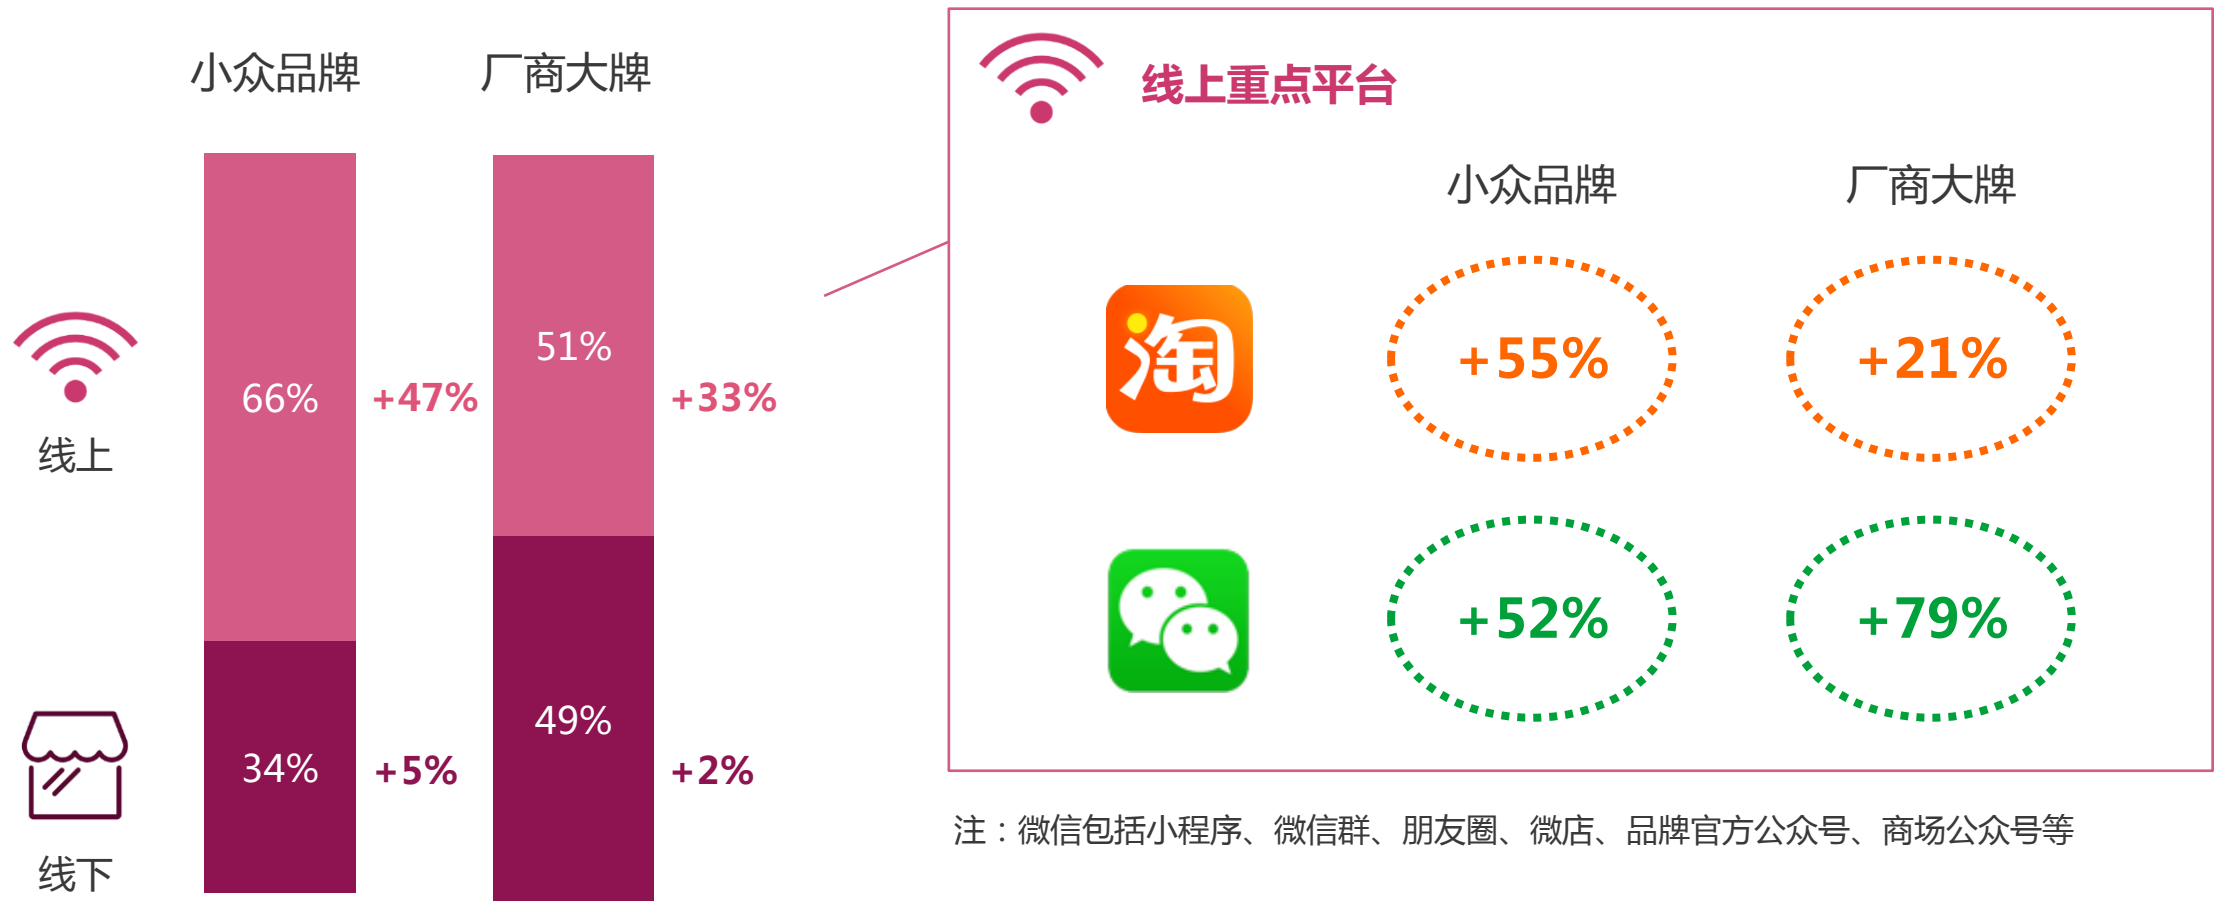 小众品牌
厂商大牌
66%
+47%
51%
+33%
线上
34%
+5%
49%
+2%
线下
线上重点平台
小众品牌
厂商大牌
淘
+55%
+21%
+52%
+79%
注：微信包括小程序、微信群、朋友圈、微店、品牌官方公众号、商场公众号等